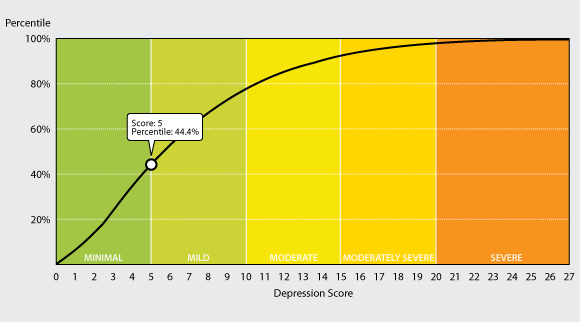 Percentile
100%
80%
60%
40%
20%
Score: 5
Percentile: 44.4%
MINIMAL MILD MODERATE MODERATELY SEVERE SEVERE
0 1 2 3 4 5 6 7 8 9 10 11 12 13 14 15 16 17 18 19 20 21 22 23 24 25 26 27
Depression Score